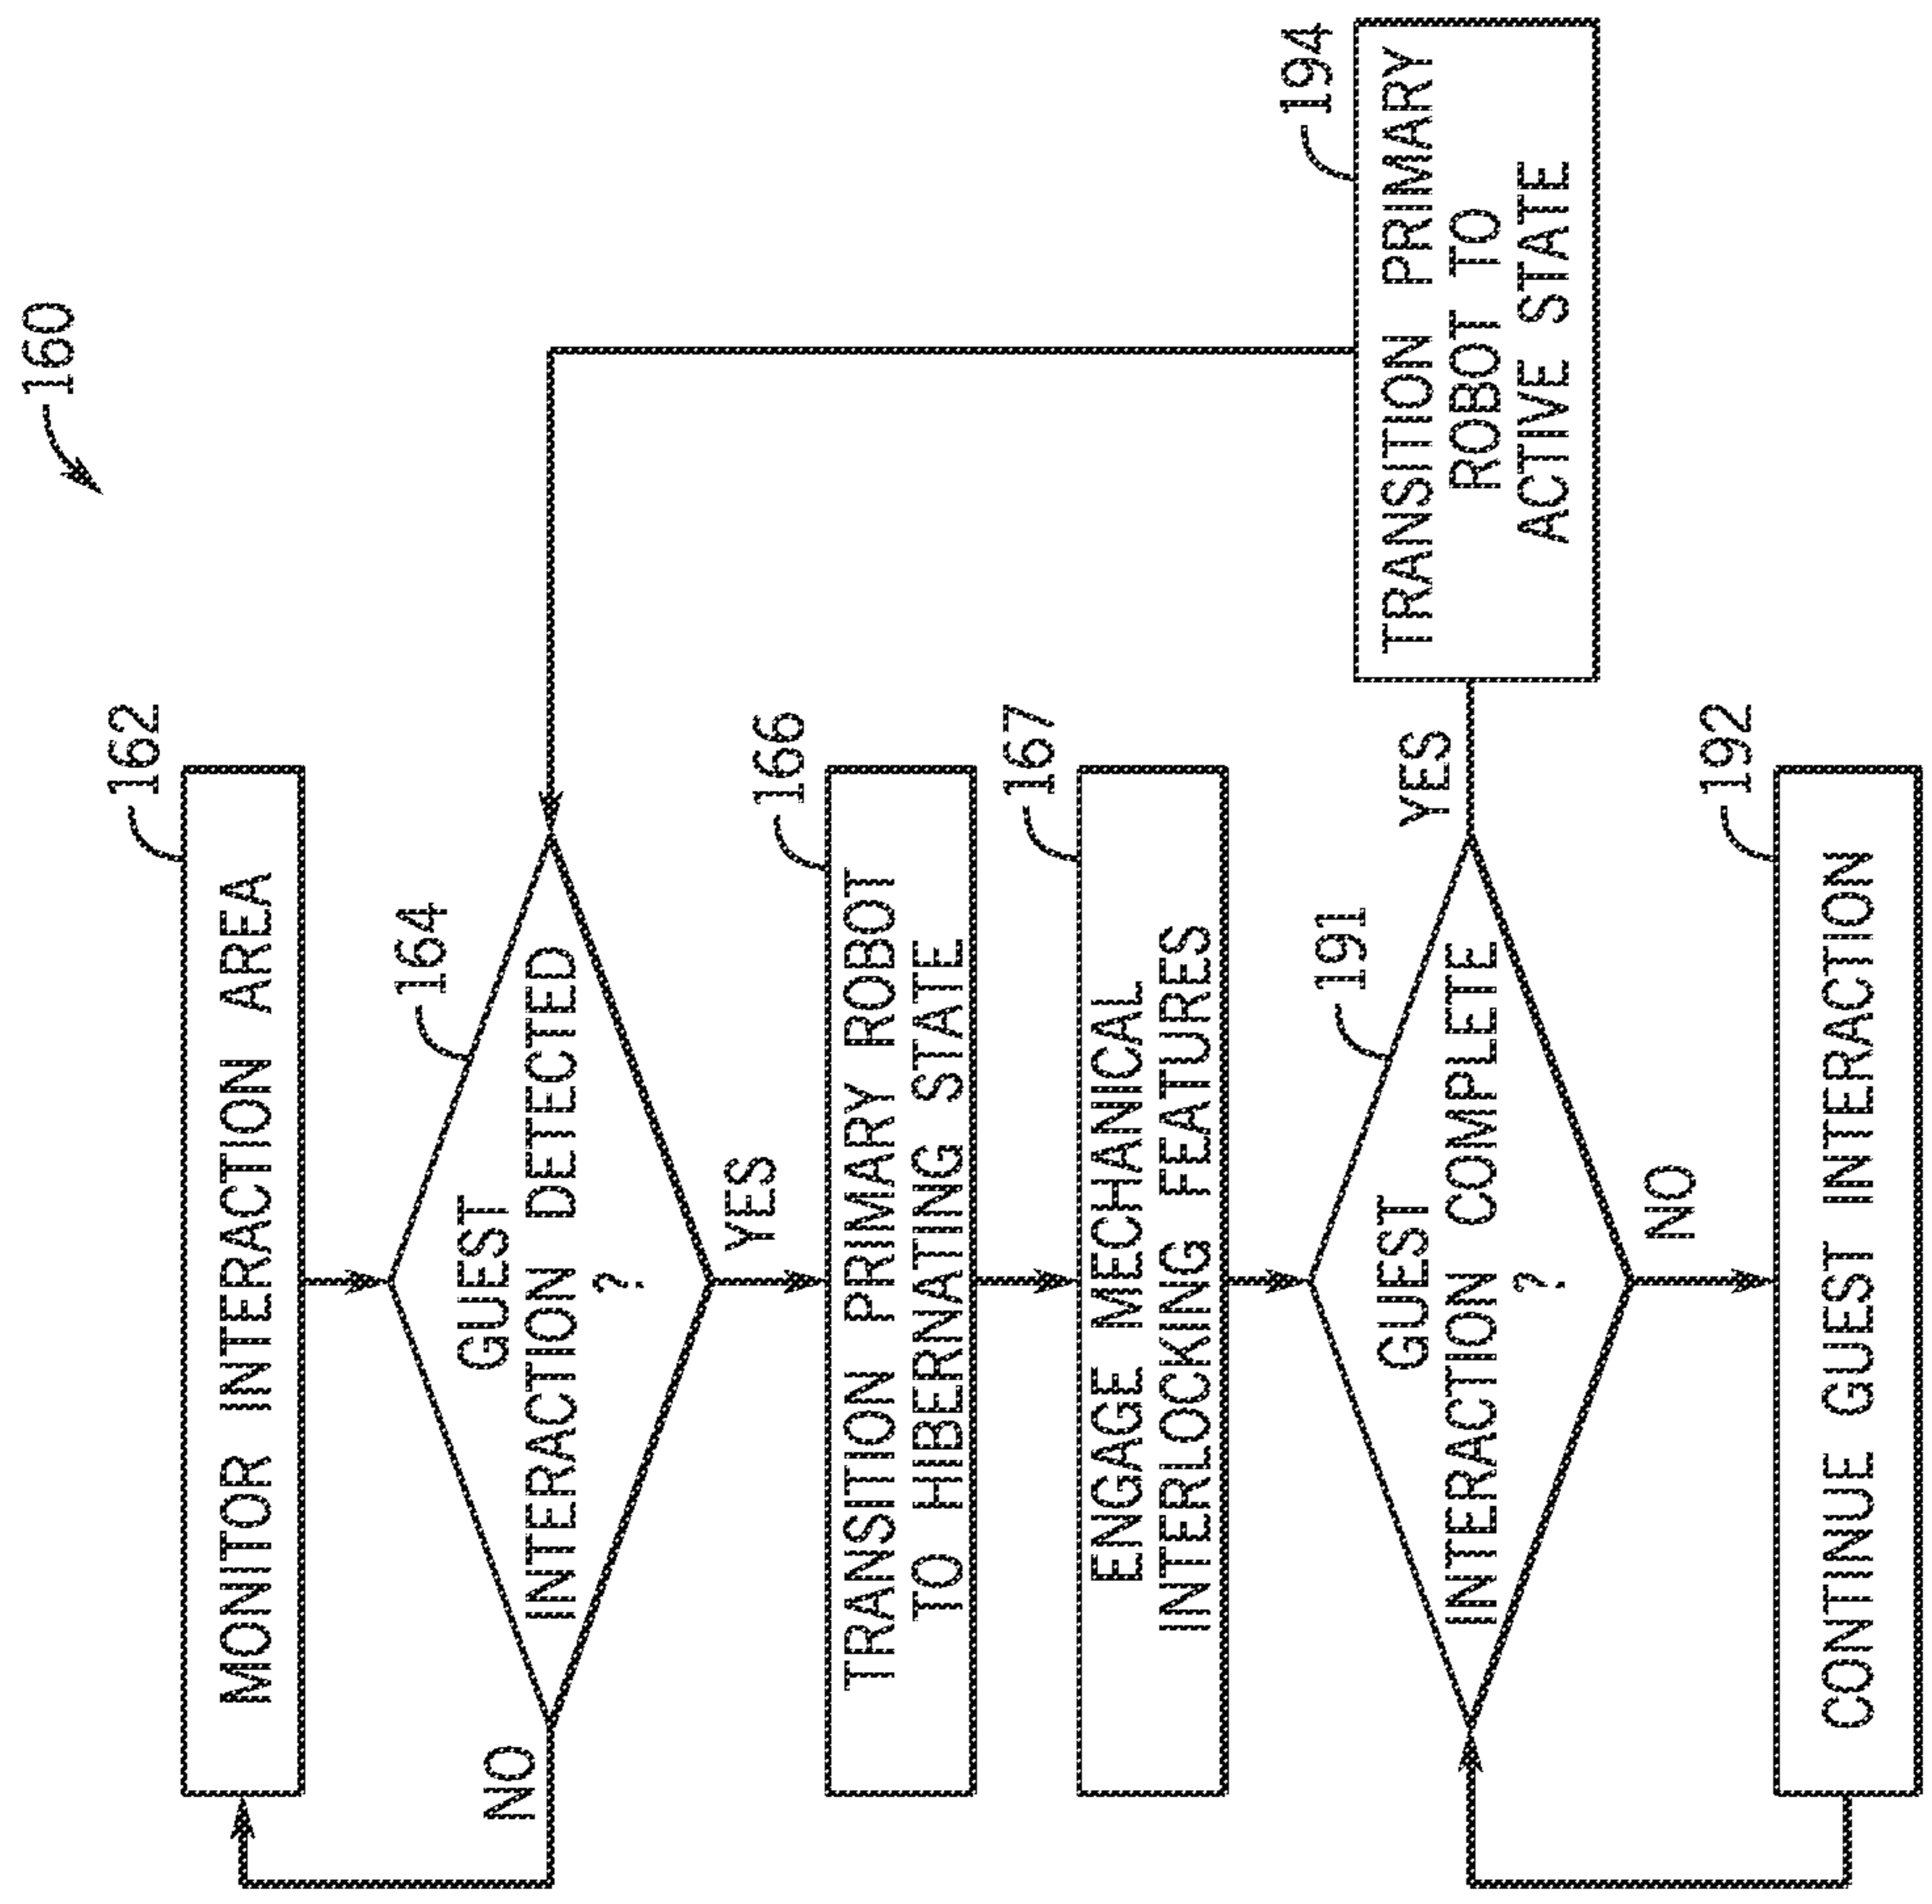 160
162
MONITOR INTERACTION AREA
164
GUEST
INTERACTION DETECTED
?
NO
YES
166
TRANSITION PRIMARY ROBOT
TO HIBERNATING STATE
167
ENGAGE MECHANICAL
INTERLOCKING FEATURES
191
GUEST
INTERACTION COMPLETE
?
YES
NO
194
TRANSITION PRIMARY
ROBOT TO
ACTIVE STATE
192
CONTINUE GUEST INTERACTION